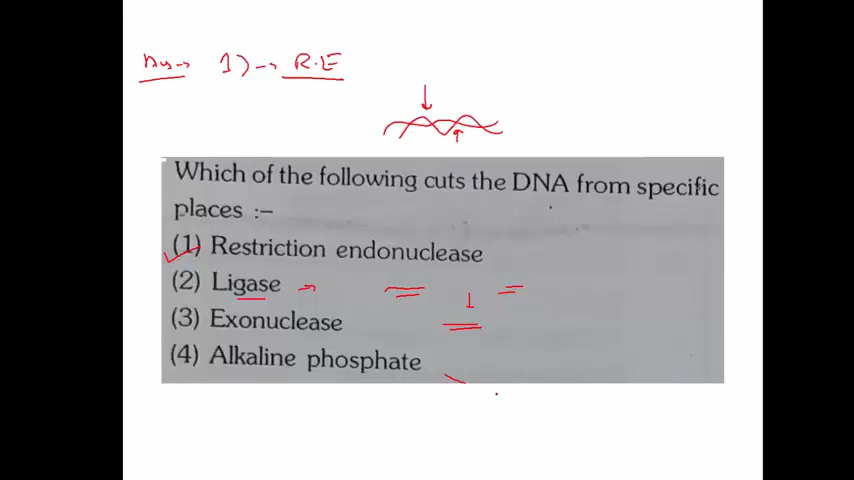 Ans→ 1)→ R.E
Which of the following cuts the DNA from specific
places :–
(1) Restriction endonuclease
(2) Ligase →
(3) Exonuclease
(4) Alkaline phosphate